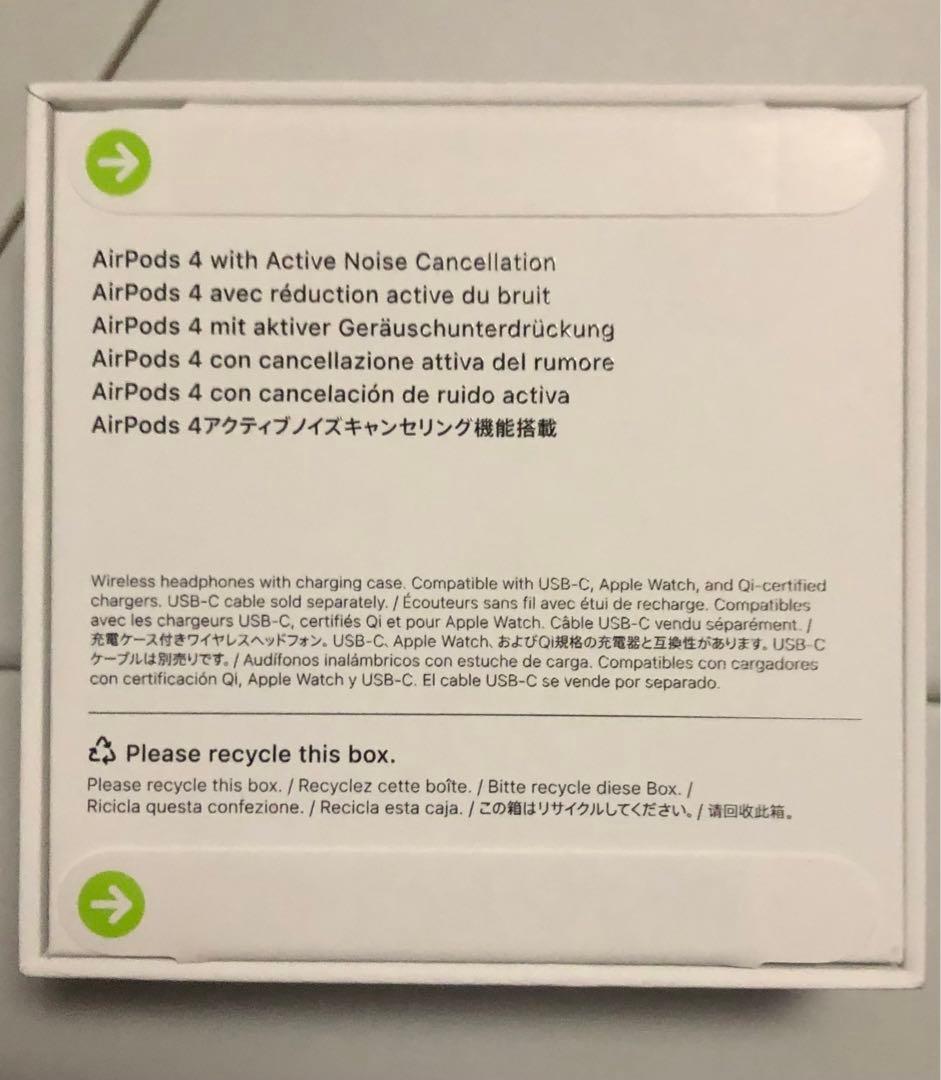 AirPods 4 with Active Noise Cancellation
AirPods 4 avec réduction active du bruit
AirPods 4 mit aktiver Geräuschunterdrückung
AirPods 4 con cancellazione attiva del rumore
AirPods 4 con cancelación de ruido activa
AirPods 4アクティブノイズキャンセリング機能搭載
Wireless headphones with charging case. Compatible with USB-C, Apple Watch, and Qi-certified
chargers. USB-C cable sold separately. / Écouteurs sans fil avec étui de recharge. Compatibles
avec les chargeurs USB-C, certifiés Qi et pour Apple Watch. Câble USB-C vendu séparément. /
充電ケース付きワイヤレスヘッドフォン。USB-C、Apple Watch、およびQi規格の充電器と互換性があります。USB-C
ケーブルは別売りです。/ Audífonos inalámbricos con estuche de carga. Compatibles con cargadores
con certificación Qi, Apple Watch y USB-C. El cable USB-C se vende por separado.
Please recycle this box.
Please recycle this box. / Recyclez cette boîte. / Bitte recycle diese Box. /
Ricicla questa confezione. / Recicla esta caja. / この箱はリサイクルしてください。/ 请回收此箱。